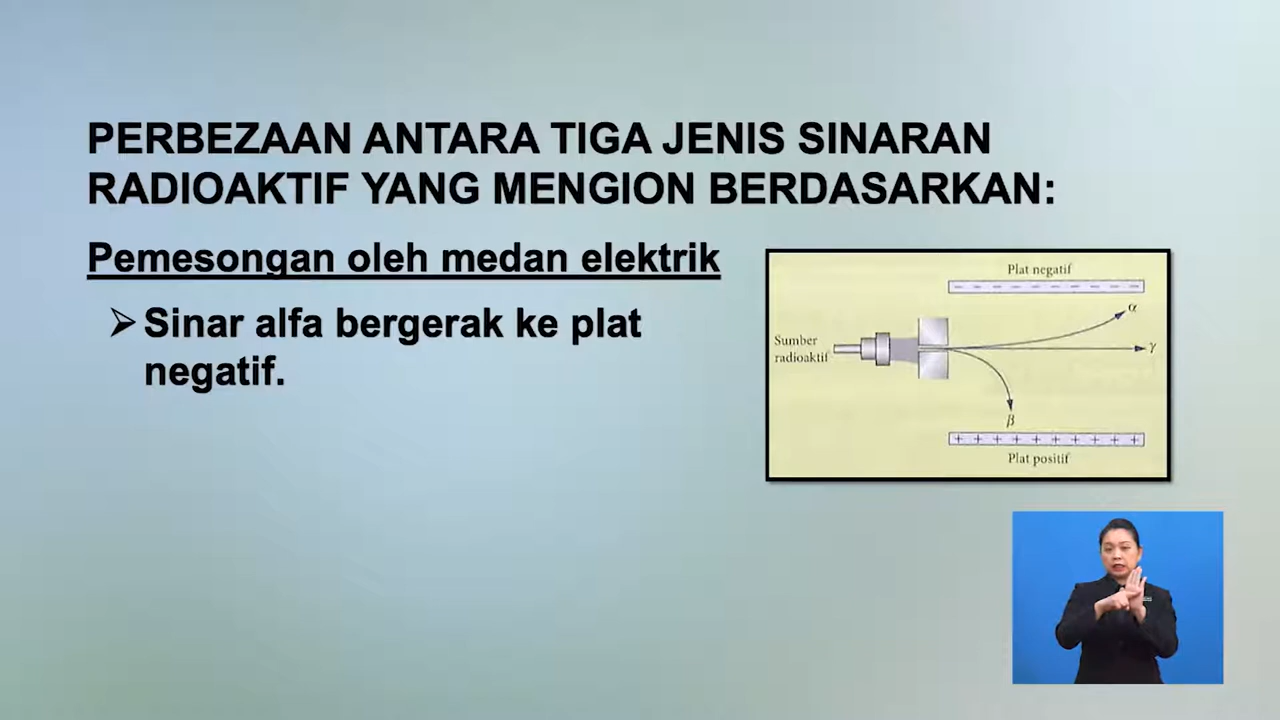 PERBEZAAN ANTARA TIGA JENIS SINARAN
RADIOAKTIF YANG MENGION BERDASARKAN:
Pemesongan oleh medan elektrik
➢ Sinar alfa bergerak ke plat
negatif.
Plat negatif
α
Sumber
radioaktif
γ
β
Plat positif